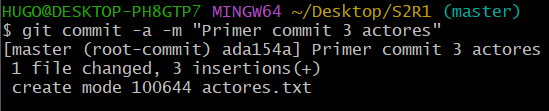 HUGO@DESKTOP-PH8GTP7 MINGW64 ~/Desktop/S2R1 (master)
$ git commit -a -m "Primer commit 3 actores"
[master (root-commit) ada154a] Primer commit 3 actores
 1 file changed, 3 insertions(+)
 create mode 100644 actores.txt